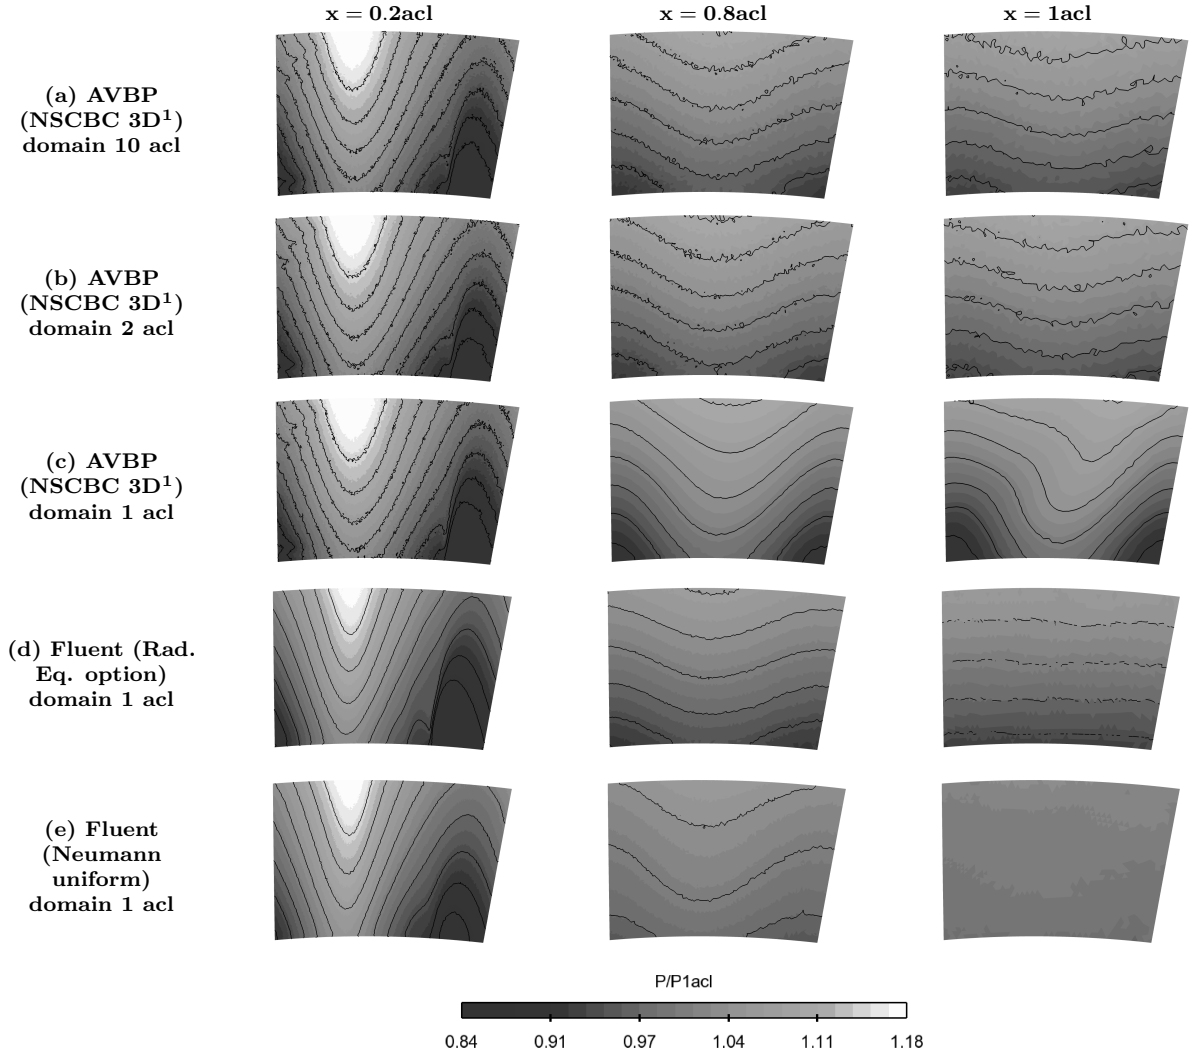 x = 0.2acl
x = 0.8acl
x = 1acl
(a) AVBP
(NSCBC 3D¹)
domain 10 acl
(b) AVBP
(NSCBC 3D¹)
domain 2 acl
(c) AVBP
(NSCBC 3D¹)
domain 1 acl
(d) Fluent (Rad.
Eq. option)
domain 1 acl
(e) Fluent
(Neumann
uniform)
domain 1 acl
P/P1acl
0.84 0.91 0.97 1.04 1.11 1.18